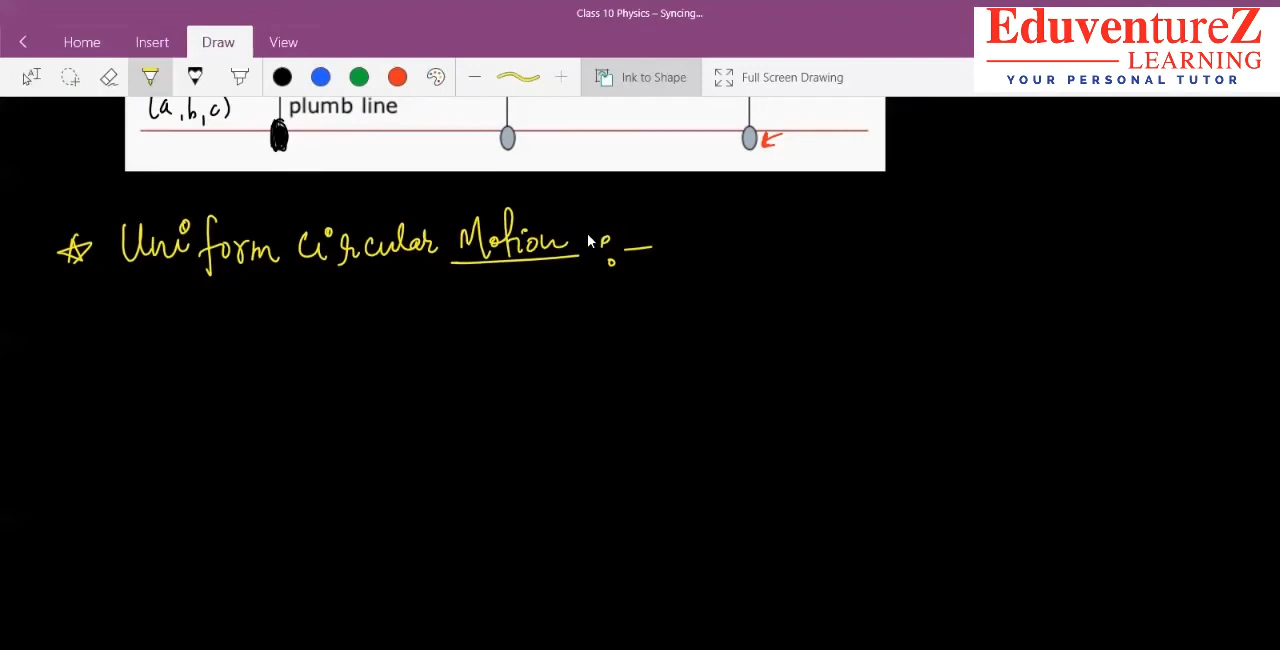 Class 10 Physics – Syncing...
EduventureZ
LEARNING
YOUR PERSONAL TUTOR
Home Insert Draw View
Ink to Shape Full Screen Drawing
(a,b,c) plumb line
☆ Uniform Circular Motion :-